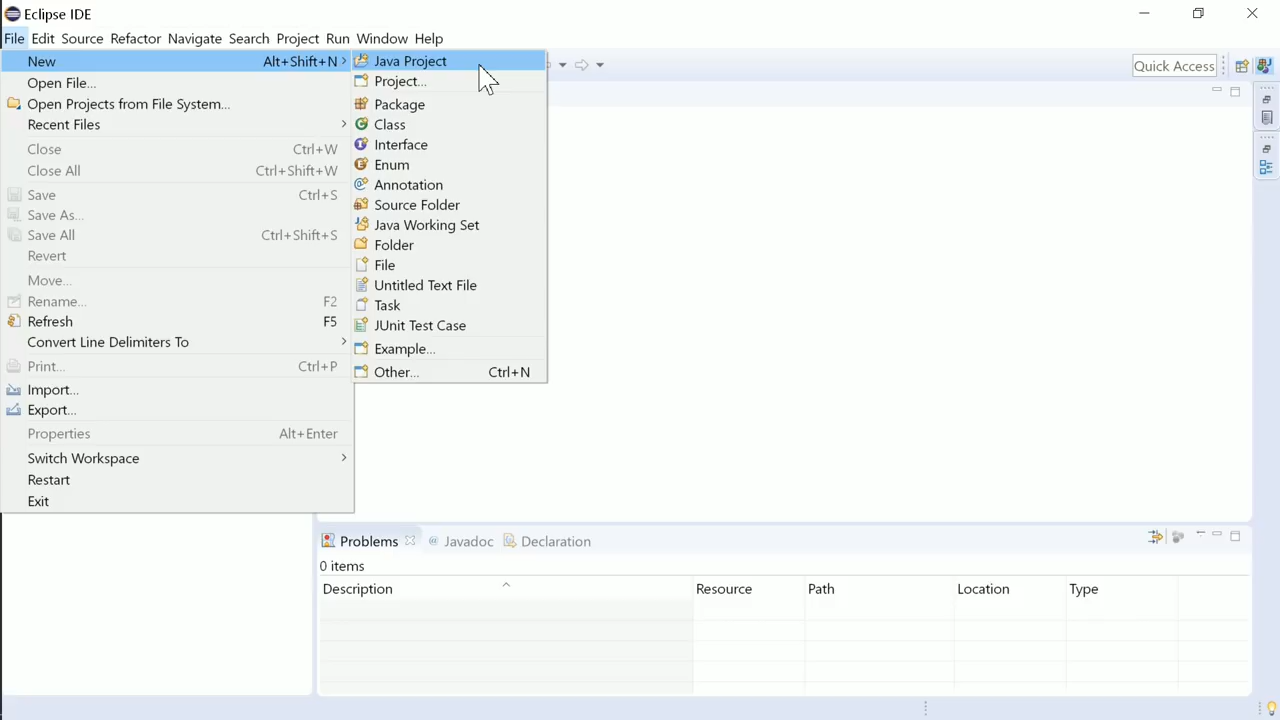 Eclipse IDE
File Edit Source Refactor Navigate Search Project Run Window Help
Quick Access
New Alt+Shift+N
Open File...
Open Projects from File System...
Recent Files
Close Ctrl+W
Close All Ctrl+Shift+W
Save Ctrl+S
Save As...
Save All Ctrl+Shift+S
Revert
Move...
Rename... F2
Refresh F5
Convert Line Delimiters To
Print... Ctrl+P
Import...
Export...
Properties Alt+Enter
Switch Workspace
Restart
Exit
Java Project
Project...
Package
Class
Interface
Enum
Annotation
Source Folder
Java Working Set
Folder
File
Untitled Text File
Task
JUnit Test Case
Example...
Other... Ctrl+N
Problems @ Javadoc Declaration
0 items
Description Resource Path Location Type